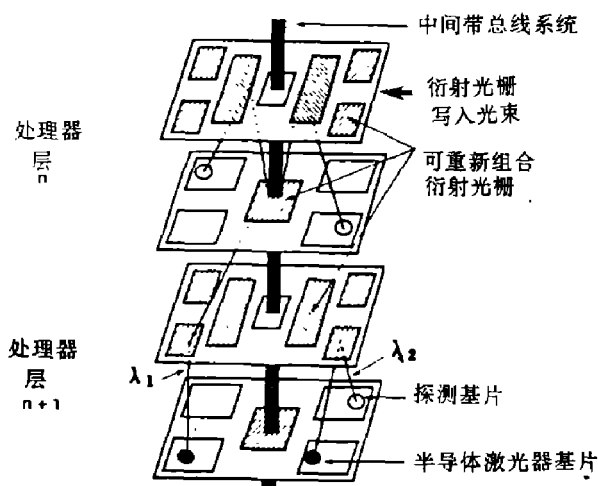 中间带总线系统
衍射光栅
写入光束
处理器
层
n
可重新组合
衍射光栅
处理器
层
n+1
λ1
λ2
探测基片
半导体激光器基片